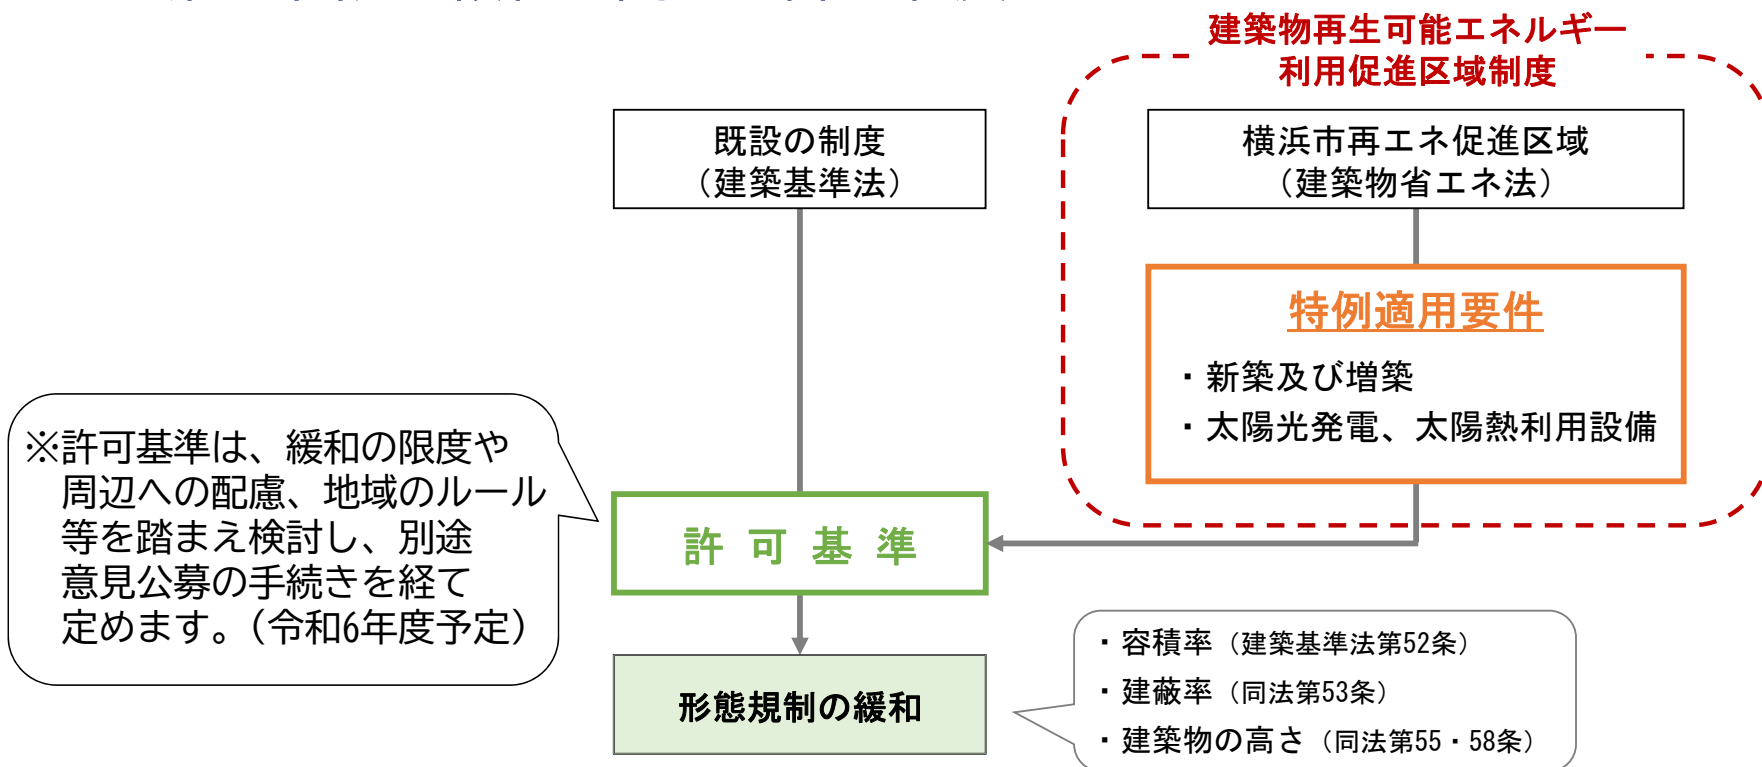 建築物再生可能エネルギー
利用促進区域制度
既設の制度
（建築基準法）
横浜市再エネ促進区域
（建築物省エネ法）
特例適用要件
・新築及び増築
・太陽光発電、太陽熱利用設備
※許可基準は、緩和の限度や
周辺への配慮、地域のルール
等を踏まえ検討し、別途
意見公募の手続きを経て
定めます。（令和6年度予定）
許可基準
形態規制の緩和
・容積率（建築基準法第52条）
・建蔽率（同法第53条）
・建築物の高さ（同法第55・58条）